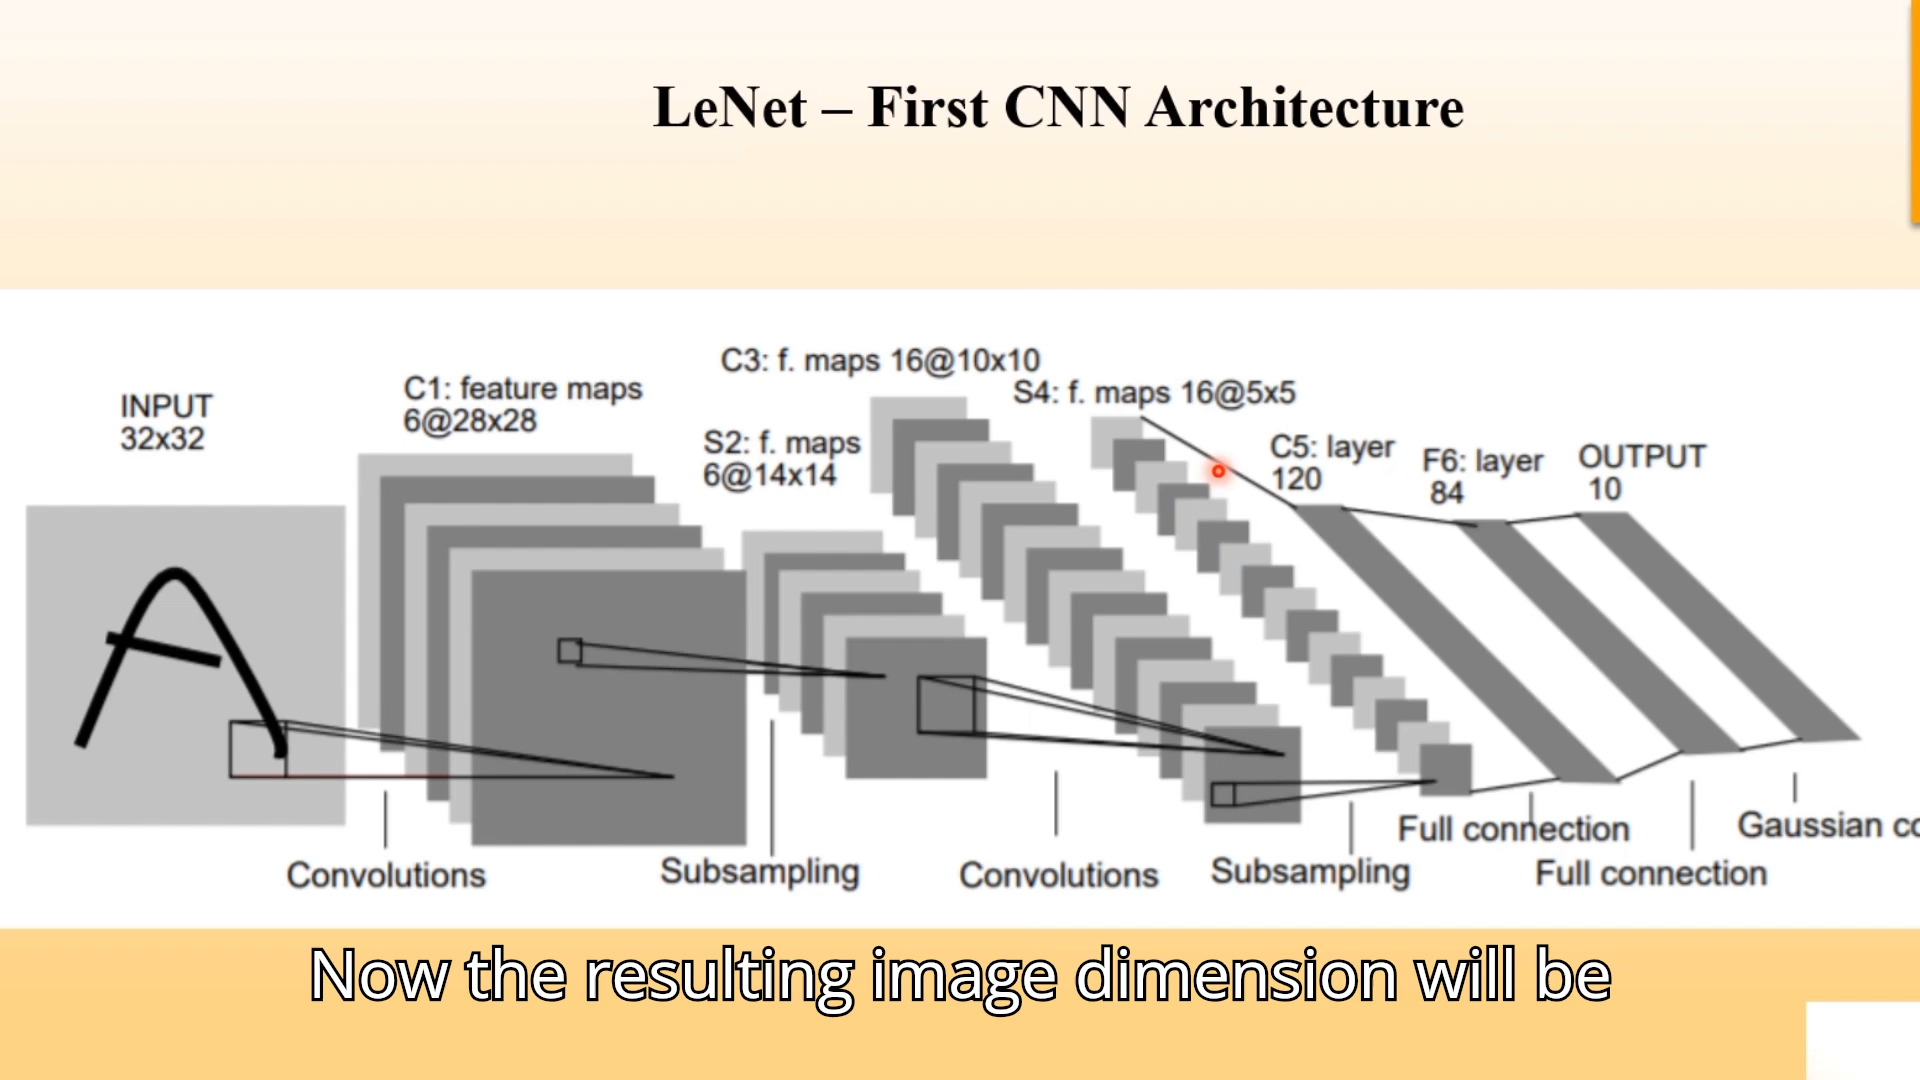 LeNet – First CNN Architecture
C3: f. maps 16@10x10
INPUT
32x32
C1: feature maps
6@28x28
S4: f. maps 16@5x5
S2: f. maps
6@14x14
C5: layer
120
F6: layer
84
OUTPUT
10
Convolutions
Subsampling
Convolutions
Subsampling
Full connection
Full connection
Gaussian
Now the resulting image dimension will be